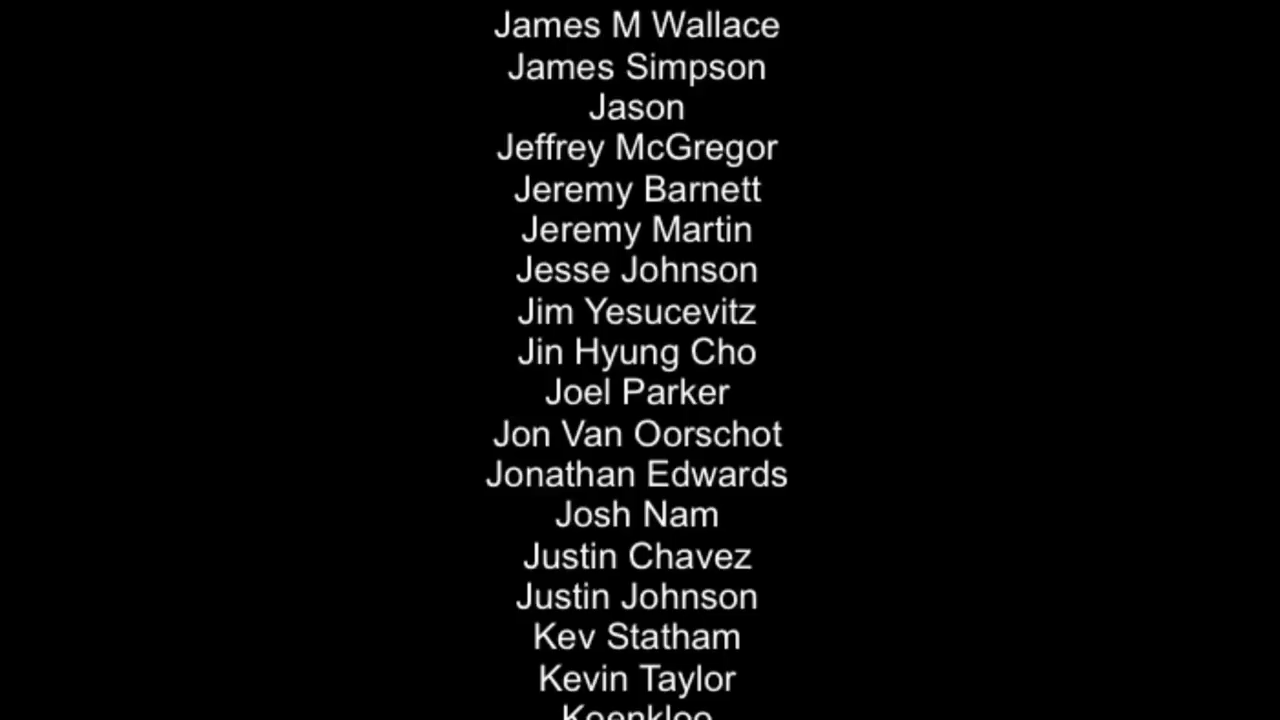 James M Wallace
James Simpson
Jason
Jeffrey McGregor
Jeremy Barnett
Jeremy Martin
Jesse Johnson
Jim Yesucevitz
Jin Hyung Cho
Joel Parker
Jon Van Oorschot
Jonathan Edwards
Josh Nam
Justin Chavez
Justin Johnson
Kev Statham
Kevin Taylor